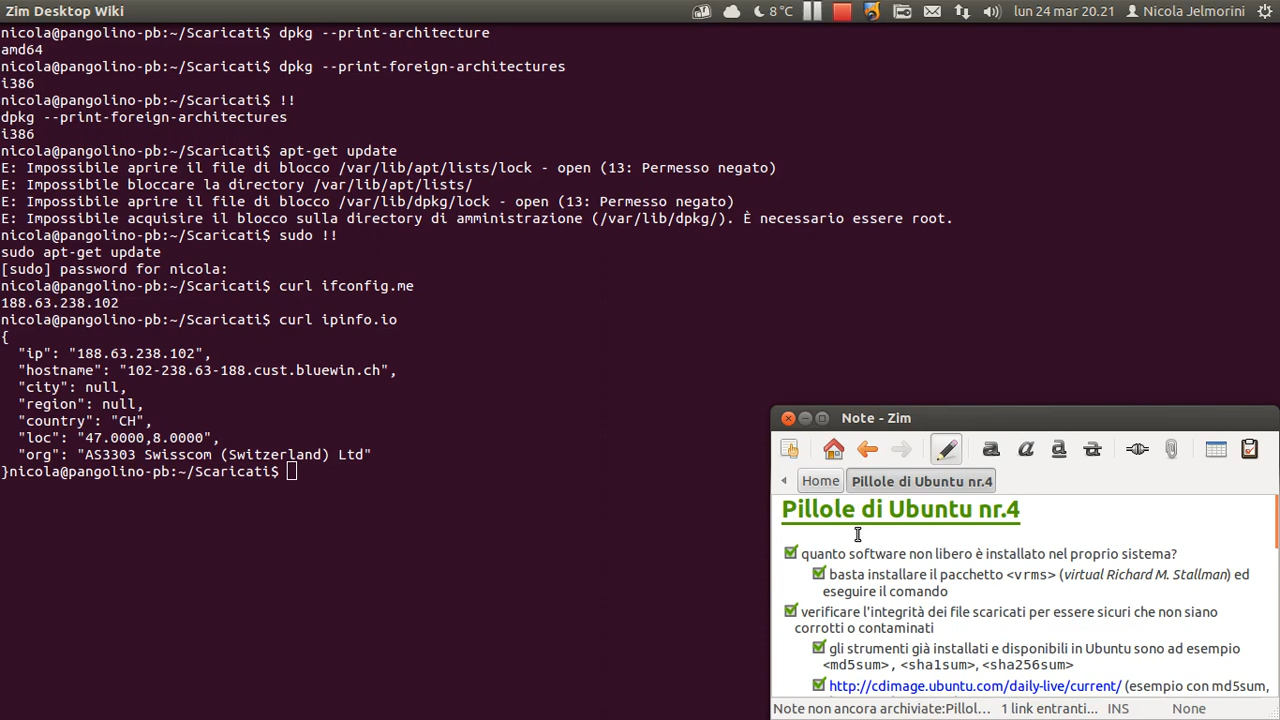 Zim Desktop Wiki
8 °C
lun 24 mar 20.21
Nicola Jelmorini
nicola@pangolino-pb:~/Scaricati$ dpkg --print-architecture
amd64
nicola@pangolino-pb:~/Scaricati$ dpkg --print-foreign-architectures
i386
nicola@pangolino-pb:~/Scaricati$ !!
dpkg --print-foreign-architectures
i386
nicola@pangolino-pb:~/Scaricati$ apt-get update
E: Impossibile aprire il file di blocco /var/lib/apt/lists/lock - open (13: Permesso negato)
E: Impossibile bloccare la directory /var/lib/apt/lists/
E: Impossibile aprire il file di blocco /var/lib/dpkg/lock - open (13: Permesso negato)
E: Impossibile acquisire il blocco sulla directory di amministrazione (/var/lib/dpkg/). È necessario essere root.
nicola@pangolino-pb:~/Scaricati$ sudo !!
sudo apt-get update
[sudo] password for nicola:
nicola@pangolino-pb:~/Scaricati$ curl ifconfig.me
188.63.238.102
nicola@pangolino-pb:~/Scaricati$ curl ipinfo.io
{
  "ip": "188.63.238.102",
  "hostname": "102-238.63-188.cust.bluewin.ch",
  "city": null,
  "region": null,
  "country": "CH",
  "loc": "47.0000,8.0000",
  "org": "AS3303 Swisscom (Switzerland) Ltd"
}nicola@pangolino-pb:~/Scaricati$
Note - Zim
Home
Pillole di Ubuntu nr.4
Pillole di Ubuntu nr.4
quanto software non libero è installato nel proprio sistema?
basta installare il pacchetto <vrms> (virtual Richard M. Stallman) ed
eseguire il comando
verificare l'integrità dei file scaricati per essere sicuri che non siano
corrotti o contaminati
gli strumenti già installati e disponibili in Ubuntu sono ad esempio
<md5sum>, <sha1sum>, <sha256sum>
http://cdimage.ubuntu.com/daily-live/current/ (esempio con md5sum,
Note non ancora archiviate:Pillol...
1 link entranti...
INS
None